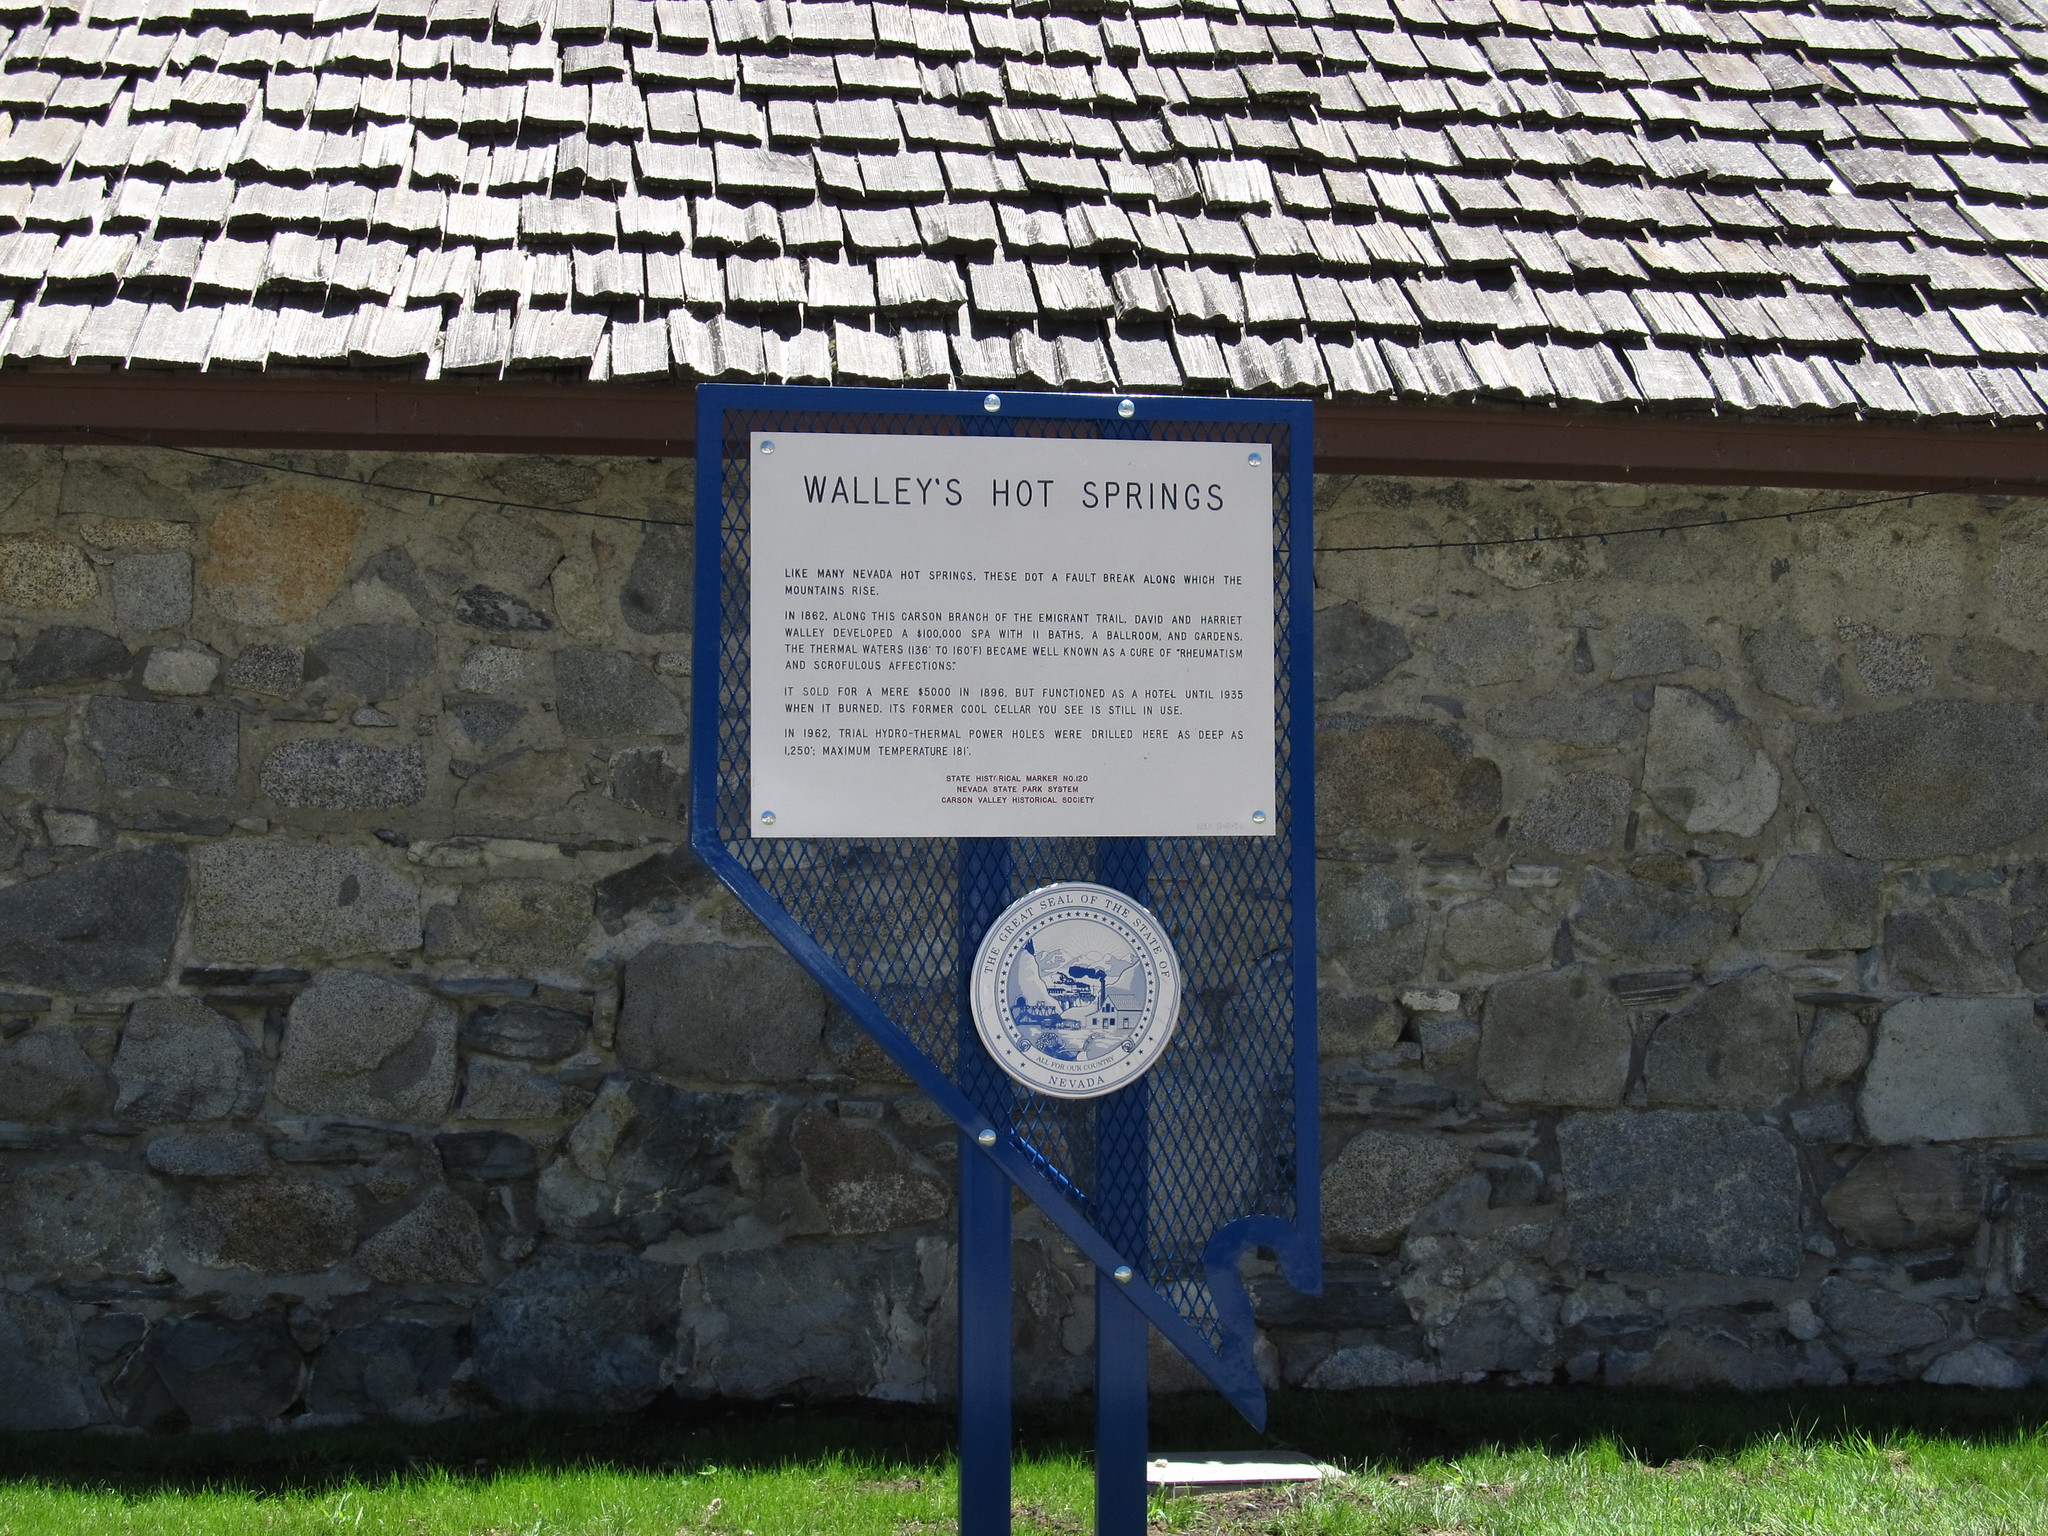 WALLEY'S HOT SPRINGS
LIKE MANY NEVADA HOT SPRINGS, THESE DOT A FAULT BREAK ALONG WHICH THE
MOUNTAINS RISE.
IN 1862, ALONG THIS CARSON BRANCH OF THE EMIGRANT TRAIL, DAVID AND HARRIET
WALLEY DEVELOPED A $100,000 SPA WITH 11 BATHS, A BALLROOM, AND GARDENS.
THE THERMAL WATERS (136° TO 160°F) BECAME WELL KNOWN AS A CURE OF "RHEUMATISM
AND SCROFULOUS AFFECTIONS."
IT SOLD FOR A MERE $5000 IN 1896, BUT FUNCTIONED AS A HOTEL UNTIL 1935
WHEN IT BURNED. ITS FORMER COOL CELLAR YOU SEE IS STILL IN USE.
IN 1962, TRIAL HYDRO-THERMAL POWER HOLES WERE DRILLED HERE AS DEEP AS
1,250'; MAXIMUM TEMPERATURE 181°.
STATE HISTORICAL MARKER NO.120
NEVADA STATE PARK SYSTEM
CARSON VALLEY HISTORICAL SOCIETY
THE GREAT SEAL OF THE STATE OF
ALL FOR OUR COUNTRY
NEVADA